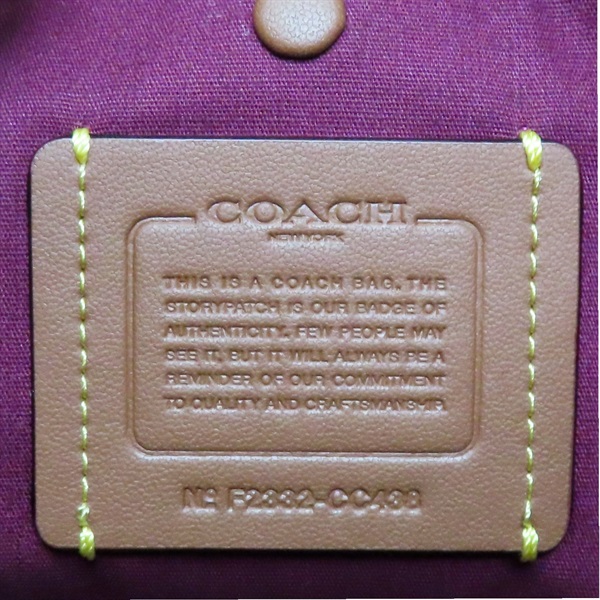 COACH
NEW YORK
THIS IS A COACH BAG. THE
STORYPATCH IS OUR BADGE OF
AUTHENTICITY. FEW PEOPLE MAY
SEE IT, BUT IT WILL ALWAYS BE A
REMINDER OF OUR COMMITMENT
TO QUALITY AND CRAFTSMANSHIP
Nº F2332-CC438